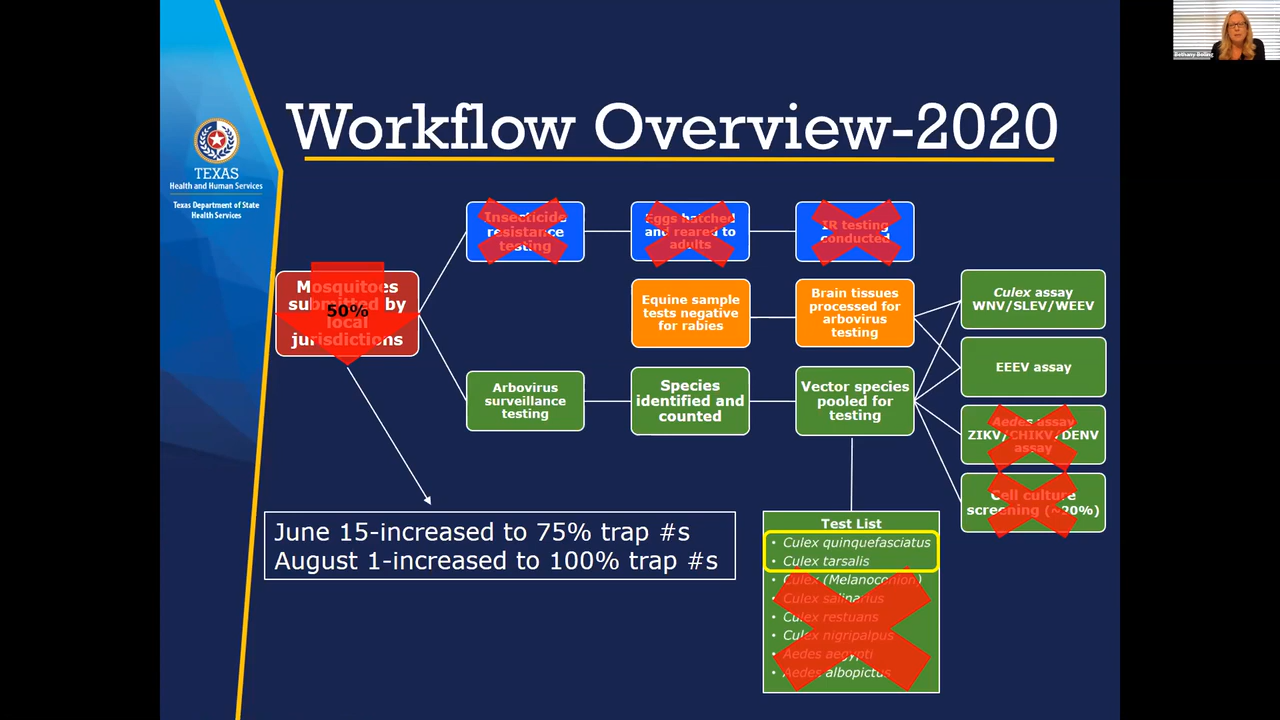 Workflow Overview-2020
TEXAS
Health and Human Services
Texas Department of State
Health Services
Insecticide
resistance
testing
Eggs hatched
and reared to
adults
IR testing
conducted
Mosquitoes
submitted by
local
jurisdictions
50%
Equine sample
tests negative
for rabies
Brain tissues
processed for
arbovirus
testing
Culex assay
WNV/SLEV/WEEV
EEEV assay
Aedes assay
ZIKV/CHIKV/DENV
assay
Cell culture
screening (~20%)
Arbovirus
surveillance
testing
Species
identified and
counted
Vector species
pooled for
testing
June 15-increased to 75% trap #s
August 1-increased to 100% trap #s
Test List
• Culex quinquefasciatus
• Culex tarsalis
• Culex (Melanoconion)
• Culex salinarius
• Culex restuans
• Culex nigripalpus
• Aedes aegypti
• Aedes albopictus
Bethany Bolling